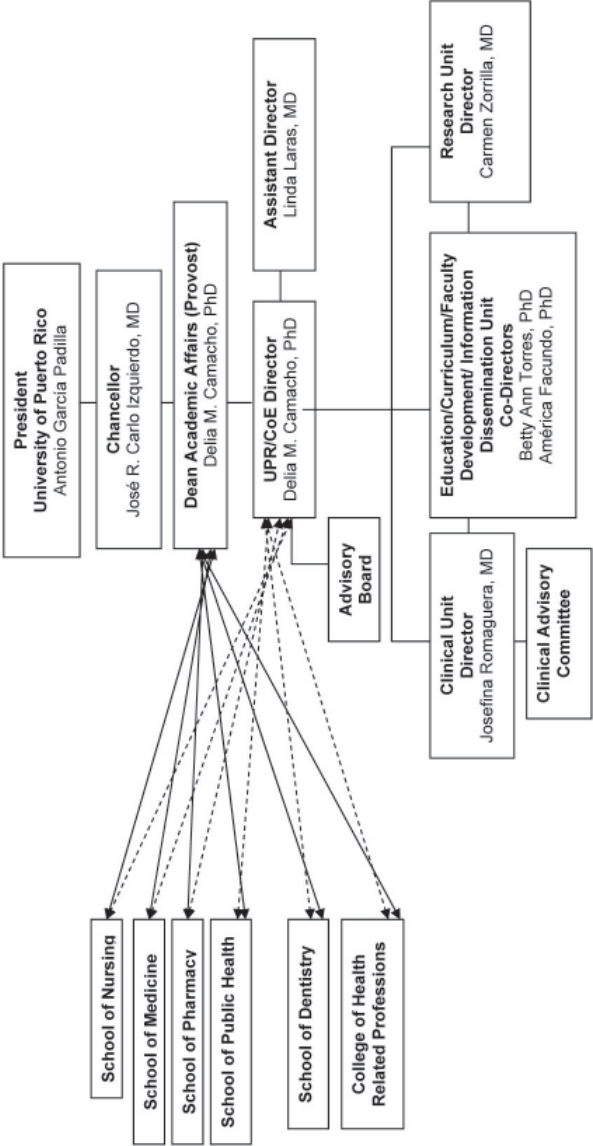 President
University of Puerto Rico
Antonio García Padilla
Chancellor
José R. Carlo Izquierdo, MD
Dean Academic Affairs (Provost)
Delia M. Camacho, PhD
UPR/CoE Director
Delia M. Camacho, PhD
Assistant Director
Linda Laras, MD
Advisory
Board
School of Nursing
School of Medicine
School of Pharmacy
School of Public Health
School of Dentistry
College of Health
Related Professions
Clinical Unit
Director
Josefina Romaguera, MD
Clinical Advisory
Committee
Education/Curriculum/Faculty
Development/ Information
Dissemination Unit
Co-Directors
Betty Ann Torres, PhD
América Facundo, PhD
Research Unit
Director
Carmen Zorrilla, MD